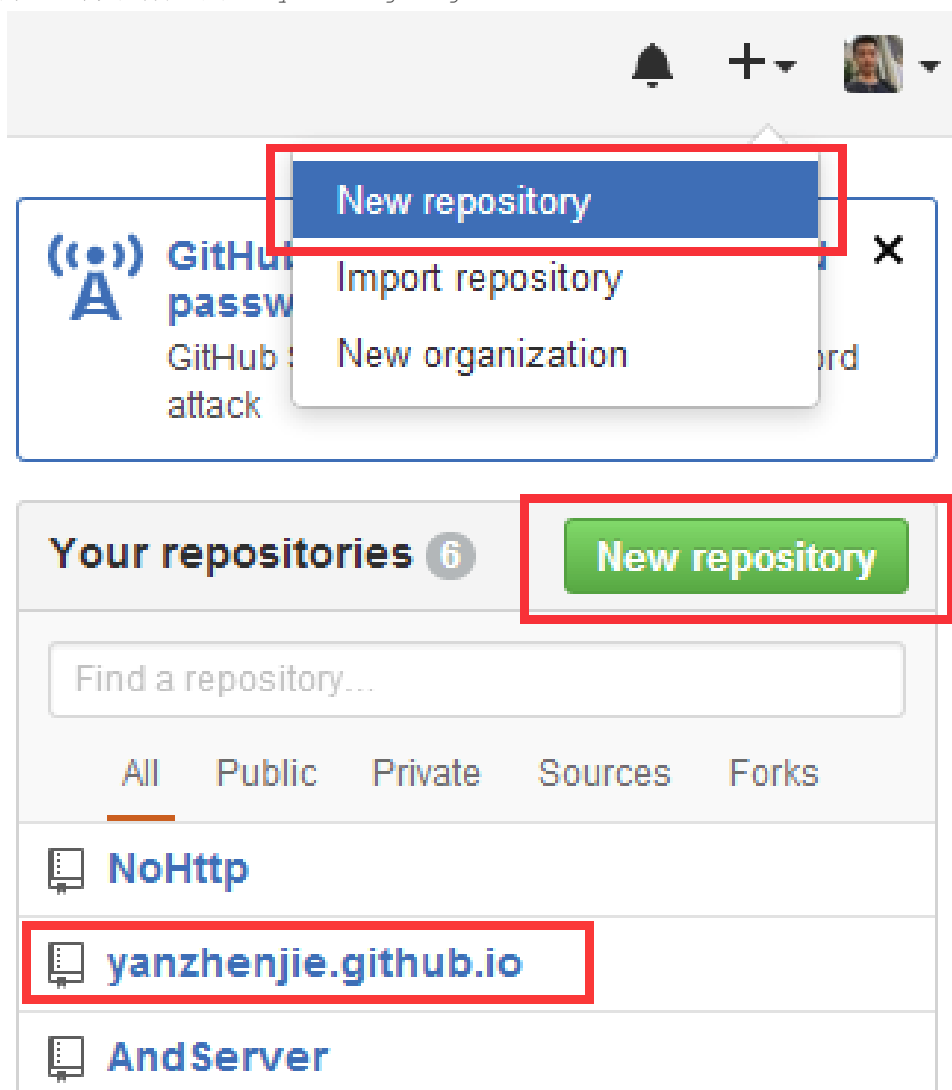 New repository
GitHub
Import repository
passw
GitHub
New organization
ord
attack
Your repositories 6
New repository
Find a repository...
All Public Private Sources Forks
NoHttp
yanzhenjie.github.io
AndServer